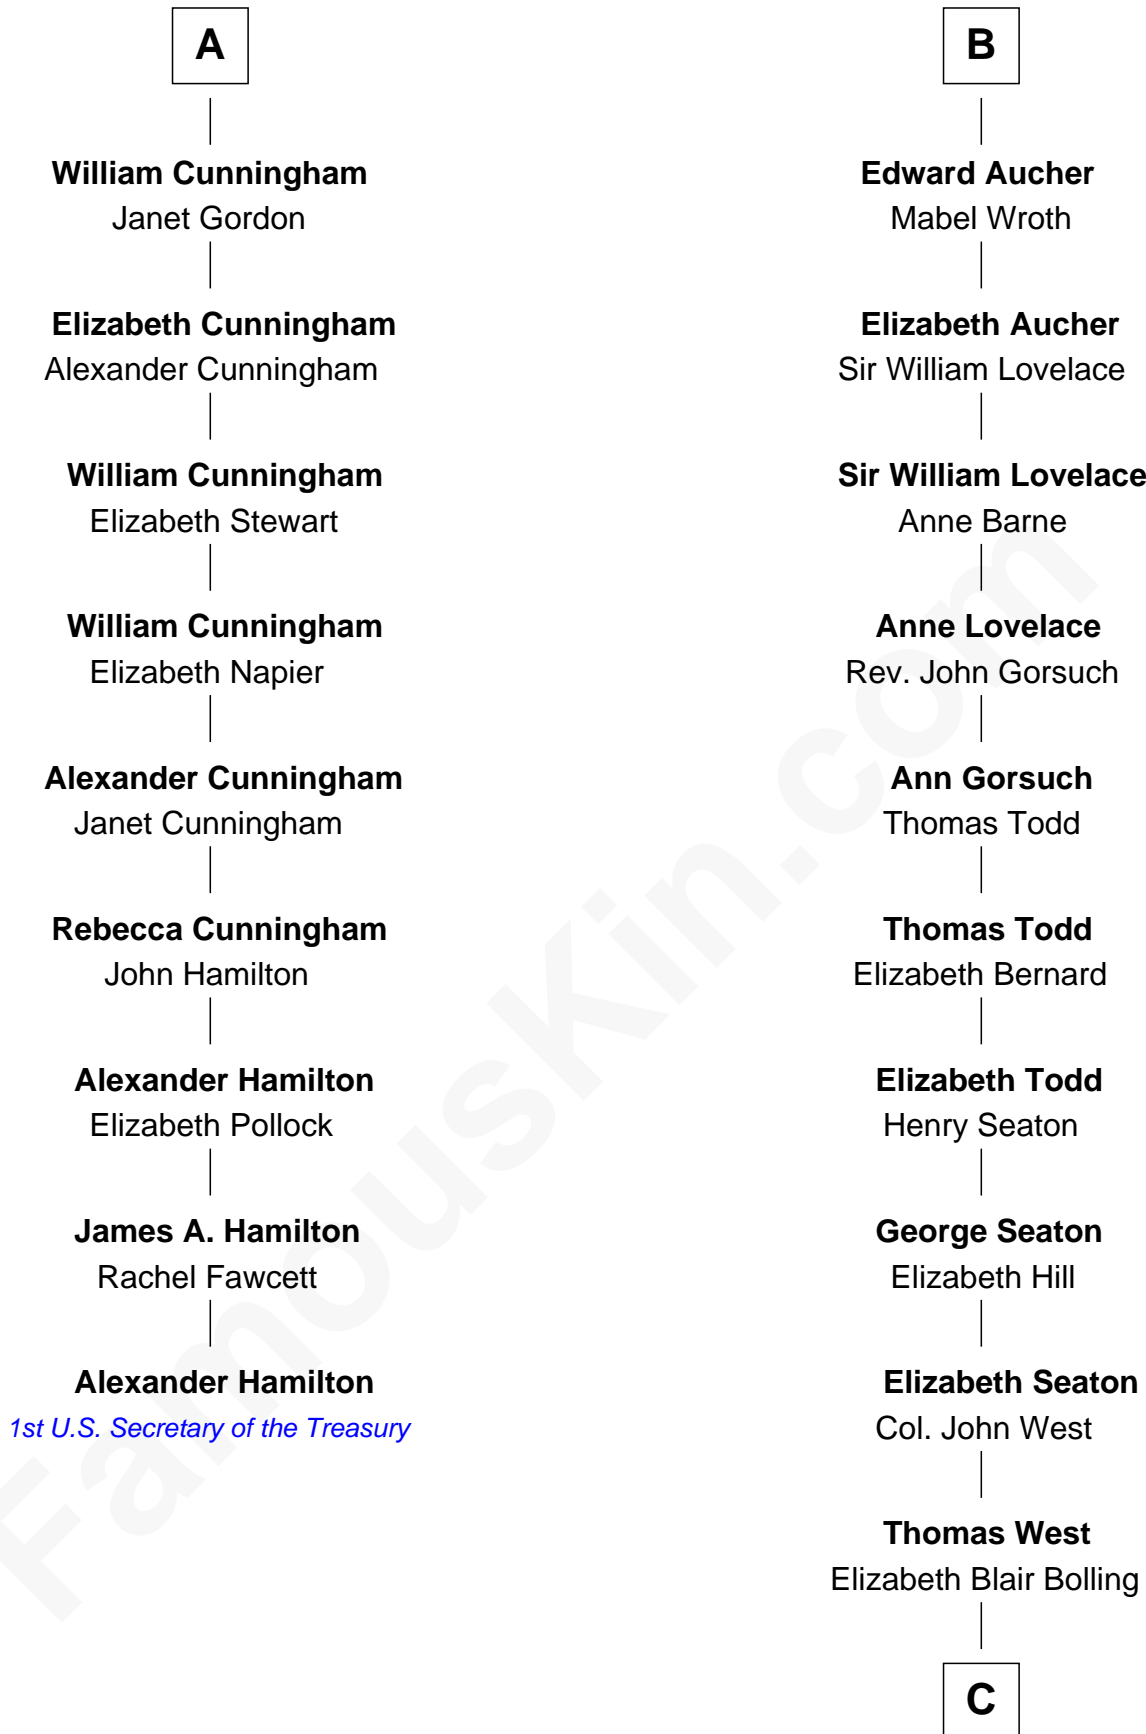 A
William Cunningham
Janet Gordon
Elizabeth Cunningham
Alexander Cunningham
William Cunningham
Elizabeth Stewart
William Cunningham
Elizabeth Napier
Alexander Cunningham
Janet Cunningham
Rebecca Cunningham
John Hamilton
Alexander Hamilton
Elizabeth Pollock
James A. Hamilton
Rachel Fawcett
Alexander Hamilton
1st U.S. Secretary of the Treasury
B
Edward Aucher
Mabel Wroth
Elizabeth Aucher
Sir William Lovelace
Sir William Lovelace
Anne Barne
Anne Lovelace
Rev. John Gorsuch
Ann Gorsuch
Thomas Todd
Thomas Todd
Elizabeth Bernard
Elizabeth Todd
Henry Seaton
George Seaton
Elizabeth Hill
Elizabeth Seaton
Col. John West
Thomas West
Elizabeth Blair Bolling
C
FamousKin.com